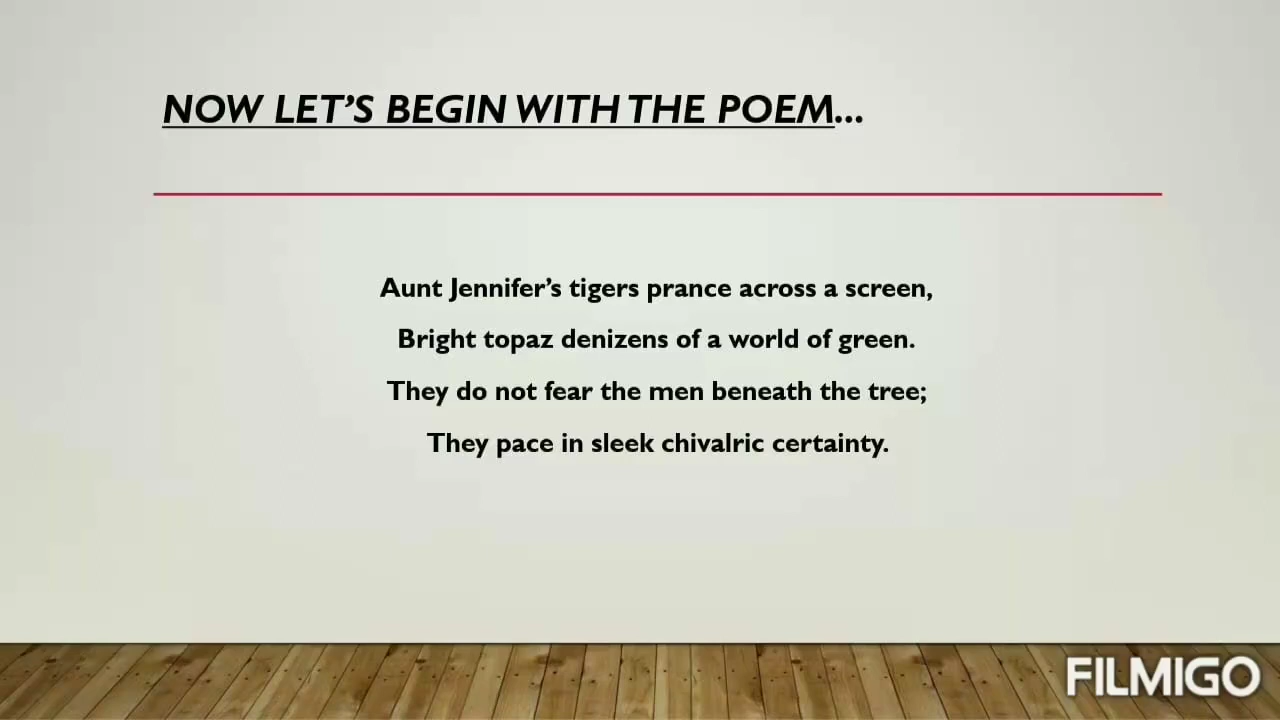 NOW LET’S BEGIN WITH THE POEM...
Aunt Jennifer’s tigers prance across a screen,
Bright topaz denizens of a world of green.
They do not fear the men beneath the tree;
They pace in sleek chivalric certainty.
FILMIGO